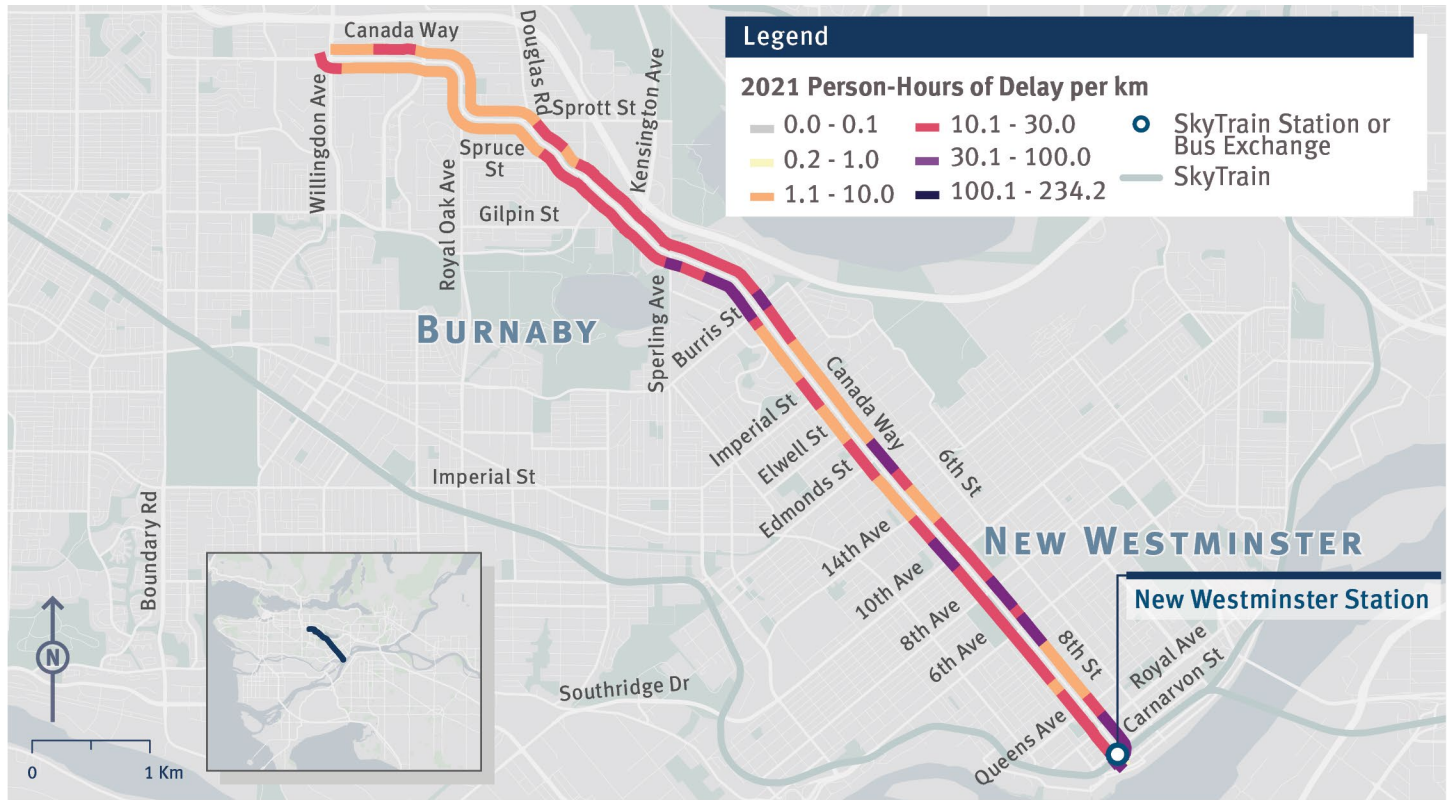 Legend
2021 Person-Hours of Delay per km
0.0 - 0.1
0.2 - 1.0
1.1 - 10.0
10.1 - 30.0
30.1 - 100.0
100.1 - 234.2
SkyTrain Station or
Bus Exchange
SkyTrain
Canada Way
Douglas Rd
Sprott St
Kensington Ave
Willingdon Ave
Spruce
St
Royal Oak Ave
Gilpin St
BURNABY
Sperling Ave
Burris St
Canada Way
Imperial St
Elwell St
Edmonds St
6th St
Imperial St
Boundary Rd
14th Ave
NEW WESTMINSTER
10th Ave
New Westminster Station
8th Ave
8th St
6th Ave
Royal Ave
Carnarvon St
Southridge Dr
Queens Ave
N
0
1 Km